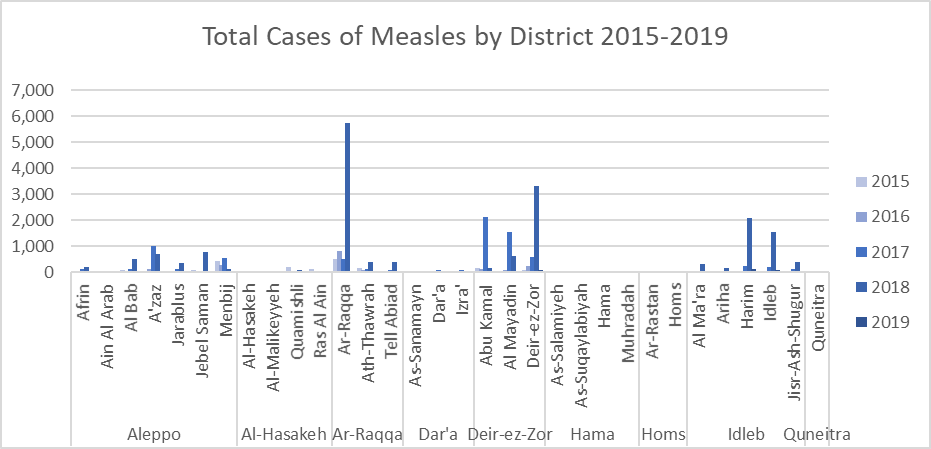 Total Cases of Measles by District 2015-2019
7,000
6,000
5,000
4,000
3,000
2,000
1,000
0
2015
2016
2017
2018
2019
Afrin
Ain Al Arab
Al Bab
A'zaz
Jarablus
Jebel Saman
Menbij
Al-Hasakeh
Al-Malikeyyeh
Quamishli
Ras Al Ain
Ar-Raqqa
Ath-Thawrah
Tell Abiad
As-Sanamayn
Dar'a
Izra'
Abu Kamal
Al Mayadin
Deir-ez-Zor
As-Salamiyeh
As-Suqaylabiyah
Hama
Muhradah
Ar-Rastan
Homs
Al Ma'ra
Ariha
Harim
Idleb
Jisr-Ash-Shugur
Quneitra
Aleppo
Al-Hasakeh
Ar-Raqqa
Dar'a
Deir-ez-Zor
Hama
Homs
Idleb
Quneitra